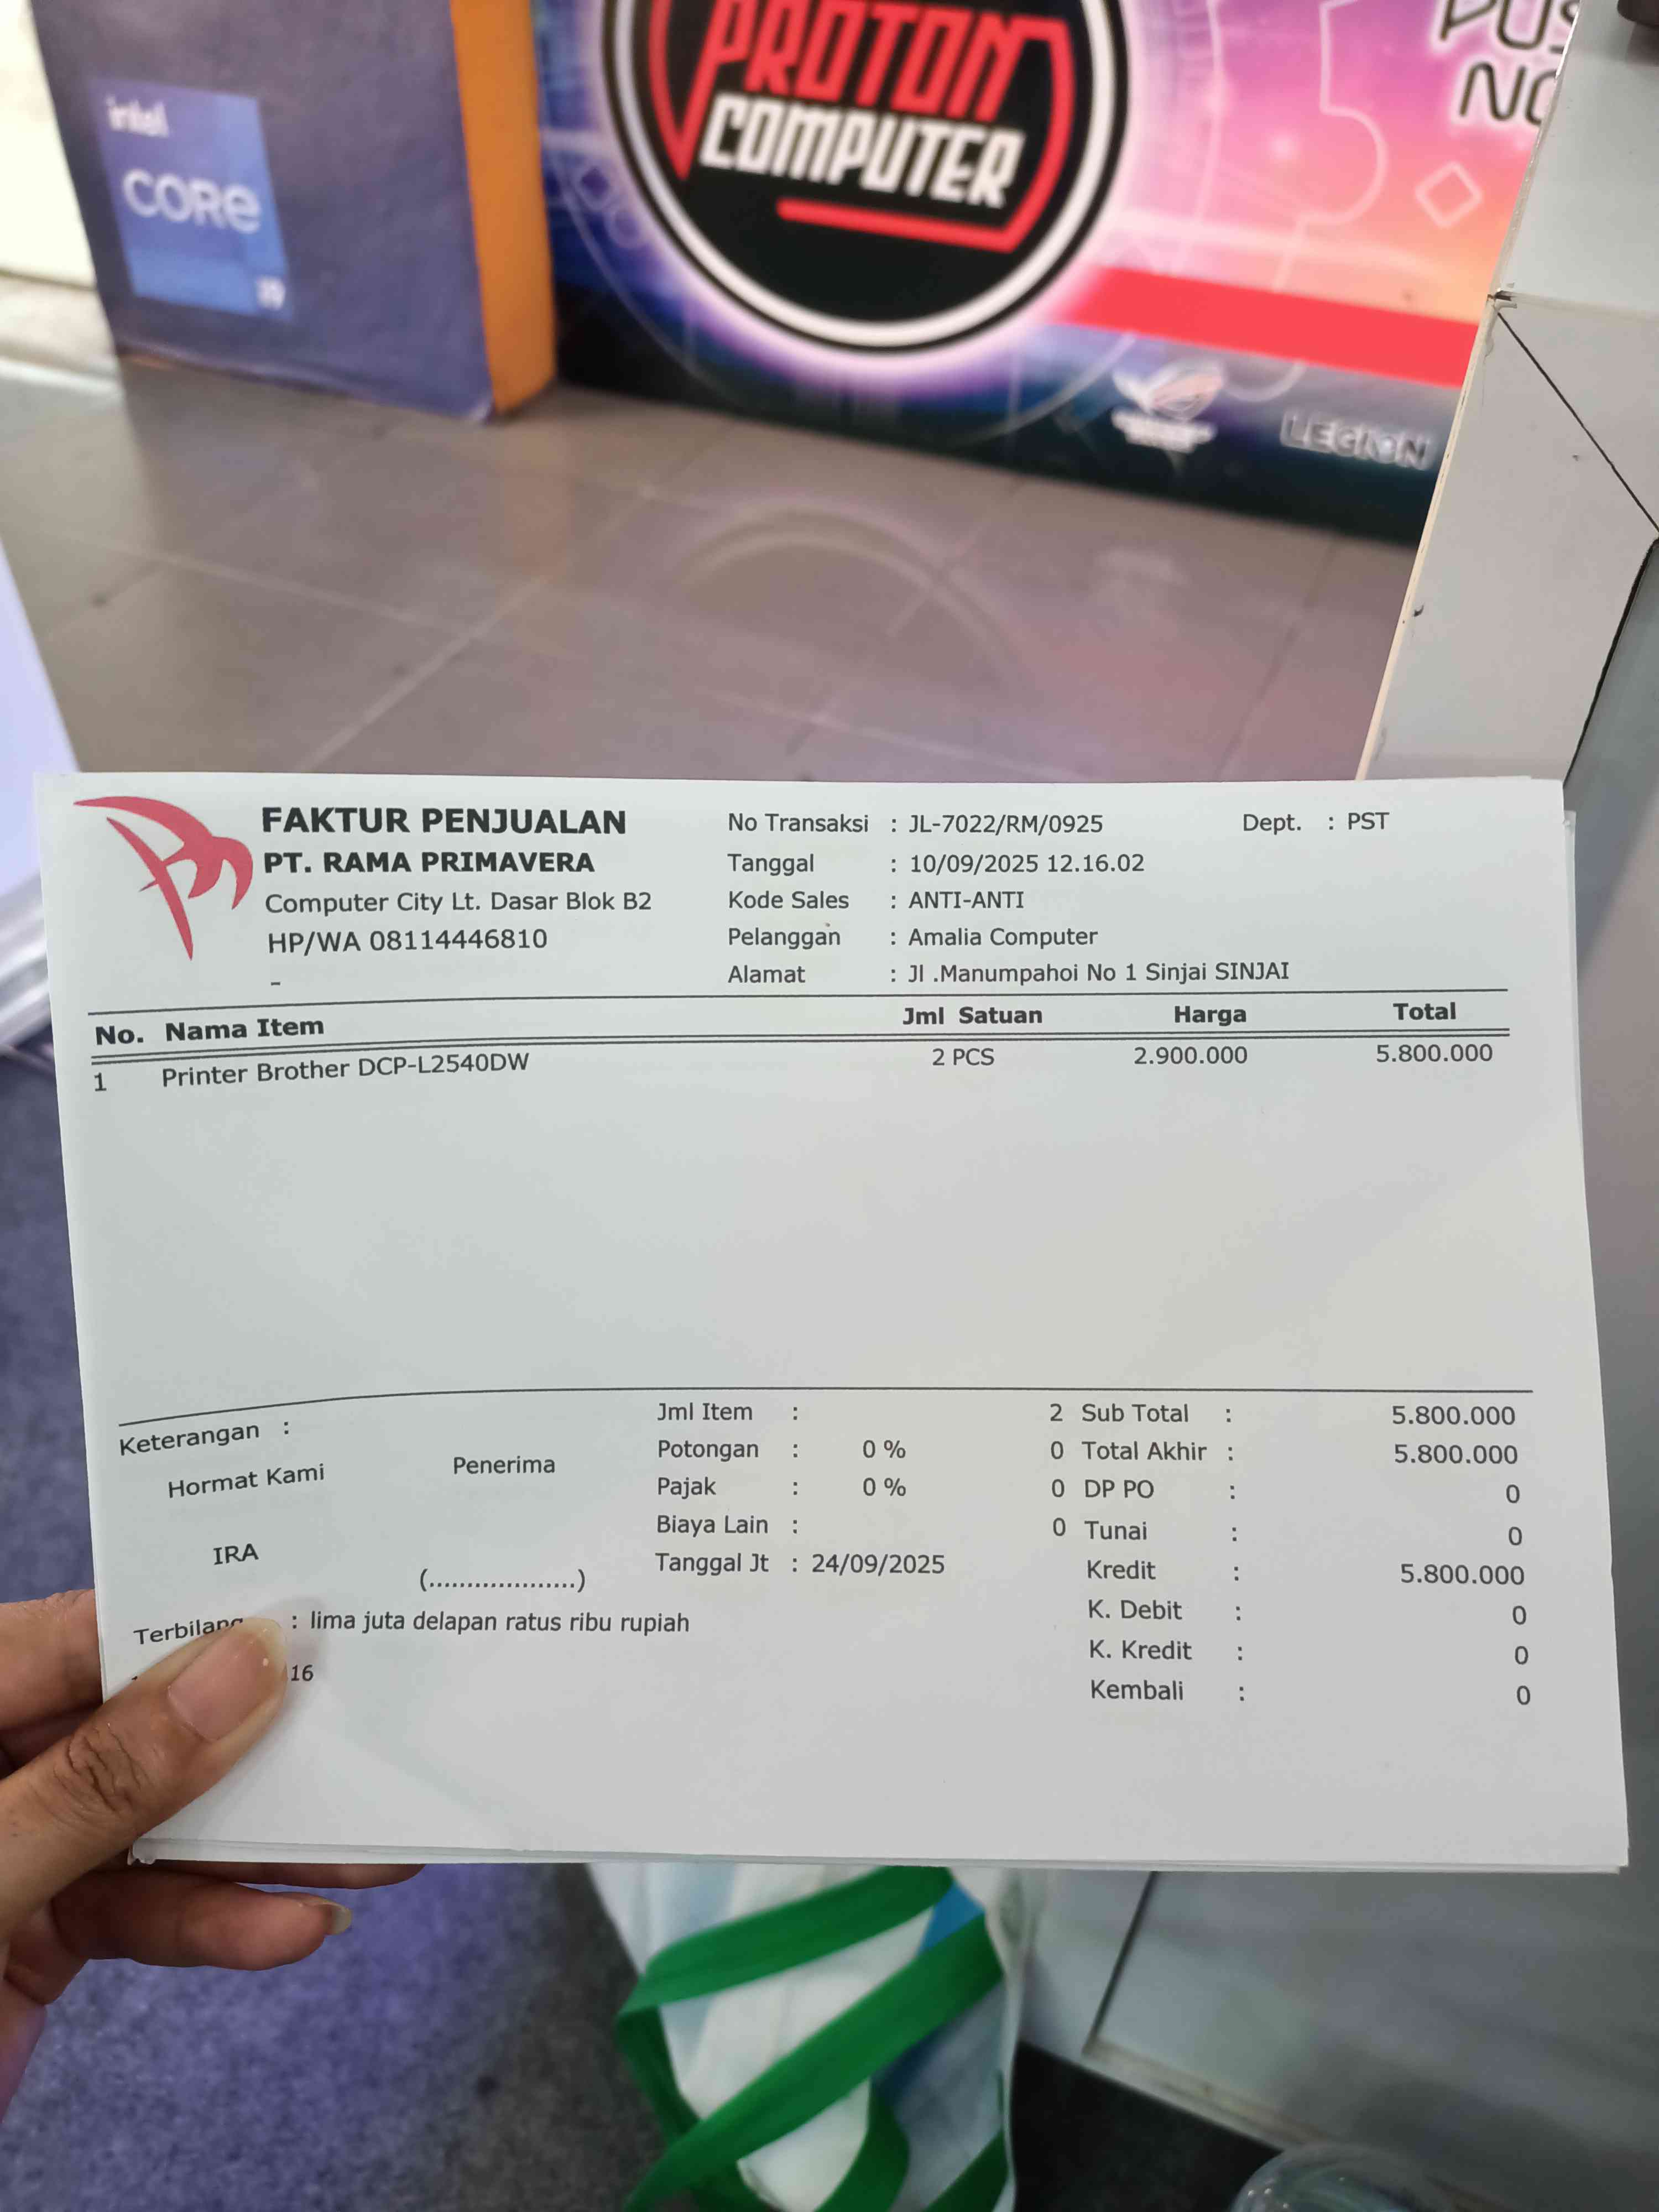 intel
CORe
i9
PROTON
COMPUTER
LEGION
FAKTUR PENJUALAN
PT. RAMA PRIMAVERA
Computer City Lt. Dasar Blok B2
HP/WA 08114446810
-
No Transaksi : JL-7022/RM/0925 Dept. : PST
Tanggal : 10/09/2025 12.16.02
Kode Sales : ANTI-ANTI
Pelanggan : Amalia Computer
Alamat : Jl .Manumpahoi No 1 Sinjai SINJAI
No. Nama Item Jml Satuan Harga Total
1 Printer Brother DCP-L2540DW 2 PCS 2.900.000 5.800.000
Keterangan :
Hormat Kami Penerima
IRA (...................)
Jml Item : 2
Potongan : 0 % 0
Pajak : 0 % 0
Biaya Lain : 0
Tanggal Jt : 24/09/2025
Sub Total : 5.800.000
Total Akhir : 5.800.000
DP PO : 0
Tunai : 0
Kredit : 5.800.000
K. Debit : 0
K. Kredit : 0
Kembali : 0
Terbilang : lima juta delapan ratus ribu rupiah
16